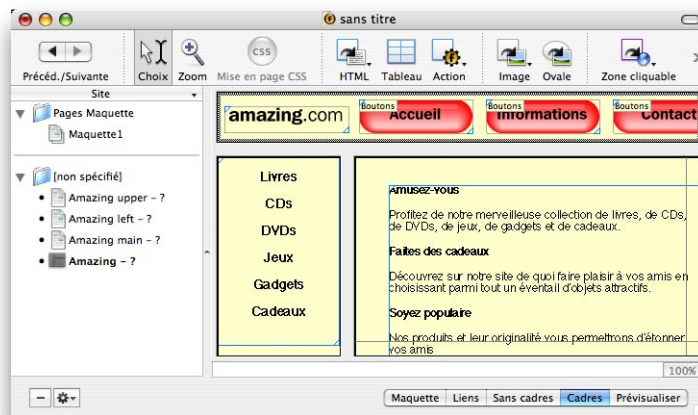 sans titre
Précéd./Suivante
Choix
Zoom
CSS
Mise en page CSS
HTML
Tableau
Action
Image
Ovale
Zone cliquable
Site
Pages Maquette
Maquette1
[non spécifié]
Amazing upper – ?
Amazing left – ?
Amazing main – ?
Amazing – ?
amazing.com
Boutons
Accueil
Boutons
Informations
Boutons
Contact
Livres
CDs
DVDs
Jeux
Gadgets
Cadeaux
Amusez-vous
Profitez de notre merveilleuse collection de livres, de CDs,
de DVDs, de jeux, de gadgets et de cadeaux.
Faites des cadeaux
Découvrez sur notre site de quoi faire plaisir à vos amis en
choisissant parmi tout un éventail d'objets attractifs.
Soyez populaire
Nos produits et leur originalité vous permettrons d'étonner
vos amis
100%
Maquette
Liens
Sans cadres
Cadres
Prévisualiser